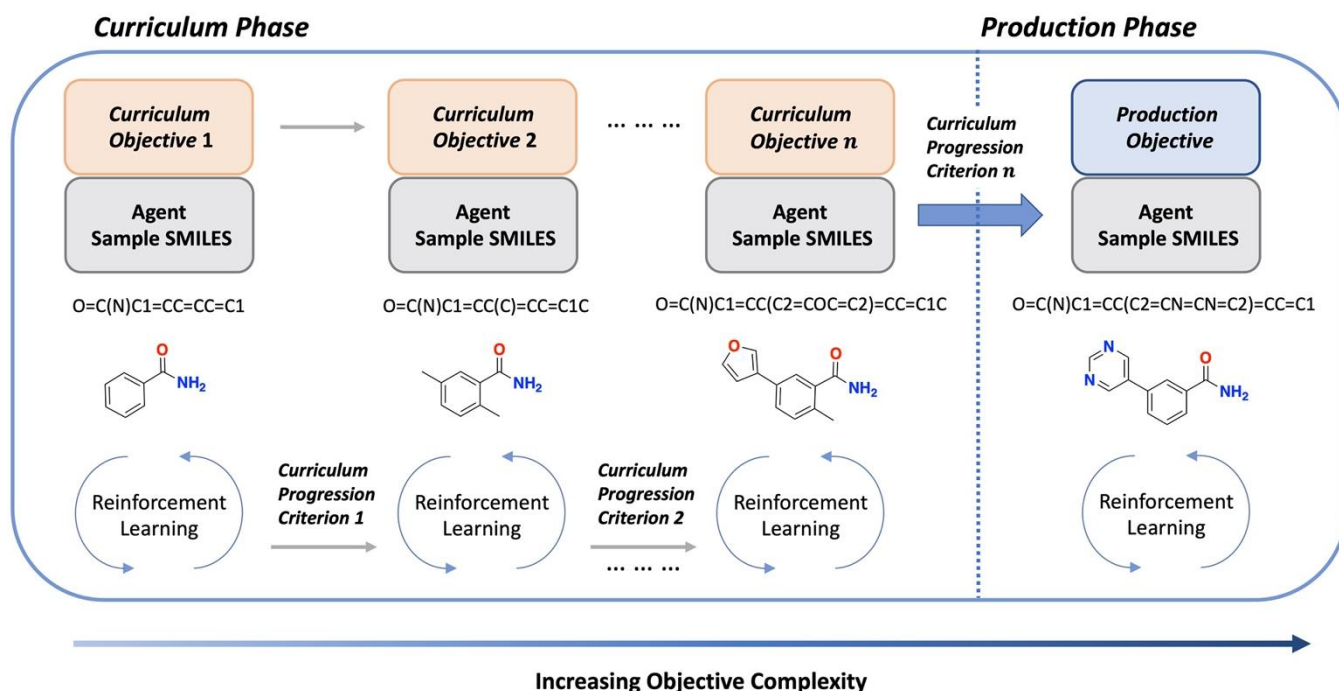 Curriculum Phase
Production Phase
Curriculum
Objective 1
Curriculum
Objective 2
... ...
Curriculum
Objective n
Curriculum
Progression
Criterion n
Production
Objective
Agent
Sample SMILES
Agent
Sample SMILES
Agent
Sample SMILES
Agent
Sample SMILES
O=C(N)C1=CC=CC=C1
O=C(N)C1=CC(C)=CC=C1C
O=C(N)C1=CC(C2=COC=C2)=CC=C1C
O=C(N)C1=CC(C2=CN=CN=C2)=CC=C1
O
NH2
O
NH2
O
O
NH2
N
N
O
NH2
Reinforcement
Learning
Curriculum
Progression
Criterion 1
Reinforcement
Learning
Curriculum
Progression
Criterion 2
... ... ...
Reinforcement
Learning
Reinforcement
Learning
Increasing Objective Complexity